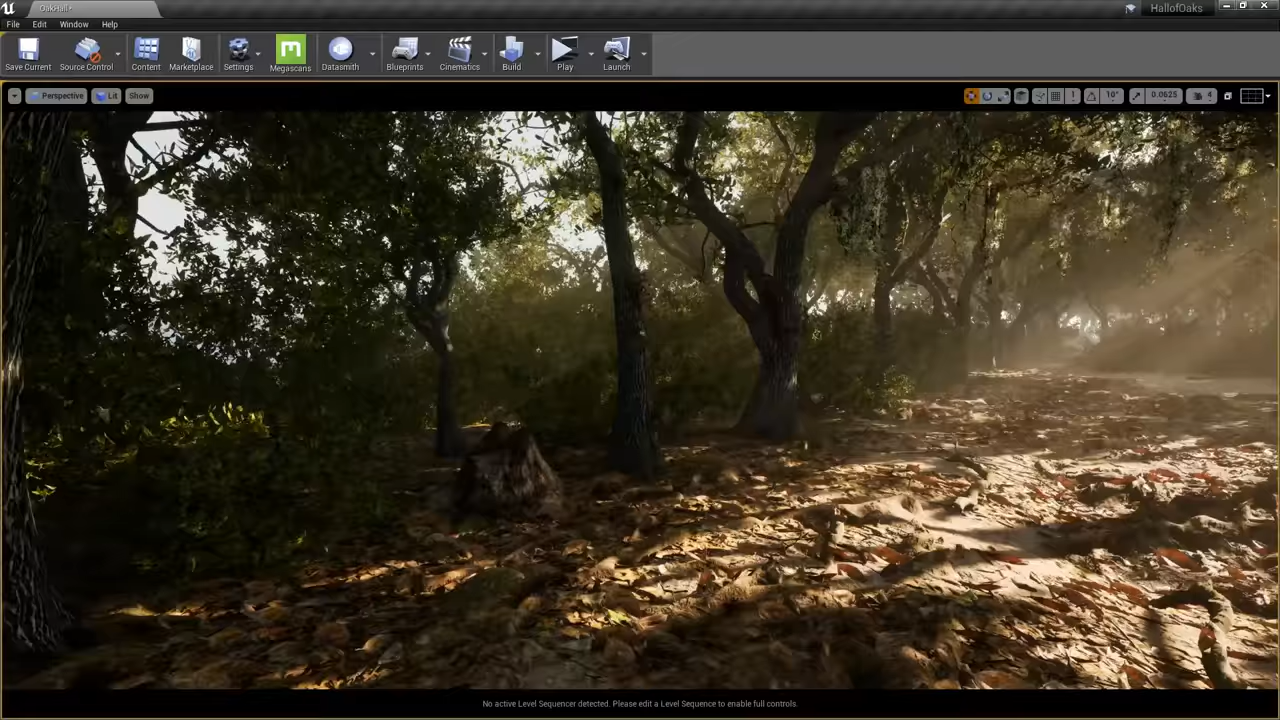 OakHall*
HallofOaks
File Edit Window Help
Save Current Source Control Content Marketplace Settings Megascans Datasmith Blueprints Cinematics Build Play Launch
Perspective Lit Show 10° 0.0625 4
No active Level Sequencer detected. Please edit a Level Sequence to enable full controls.